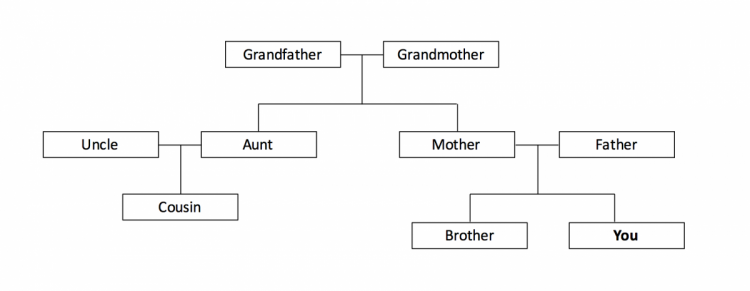 Grandfather
Grandmother
Uncle
Aunt
Mother
Father
Cousin
Brother
You